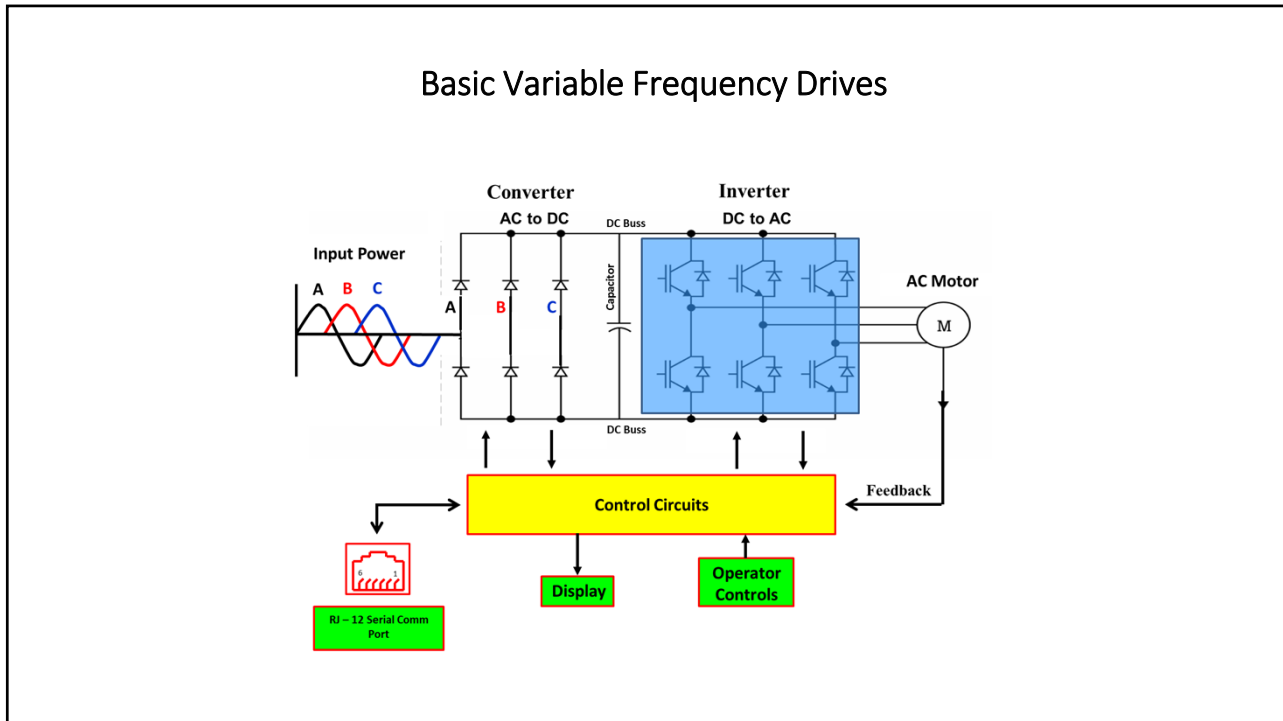 Basic Variable Frequency Drives
Converter
AC to DC
Inverter
DC to AC
DC Buss
Input Power
A B C
A
B
C
Capacitor
AC Motor
M
DC Buss
Control Circuits
Feedback
6 1
RJ – 12 Serial Comm
Port
Display
Operator
Controls